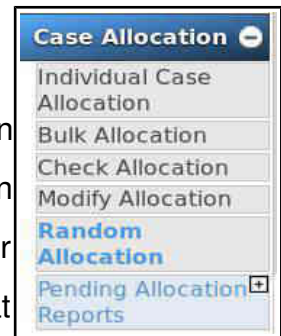 Case Allocation
Individual Case
Allocation
Bulk Allocation
Check Allocation
Modify Allocation
Random
Allocation
Pending Allocation
Reports
n
n
r
t